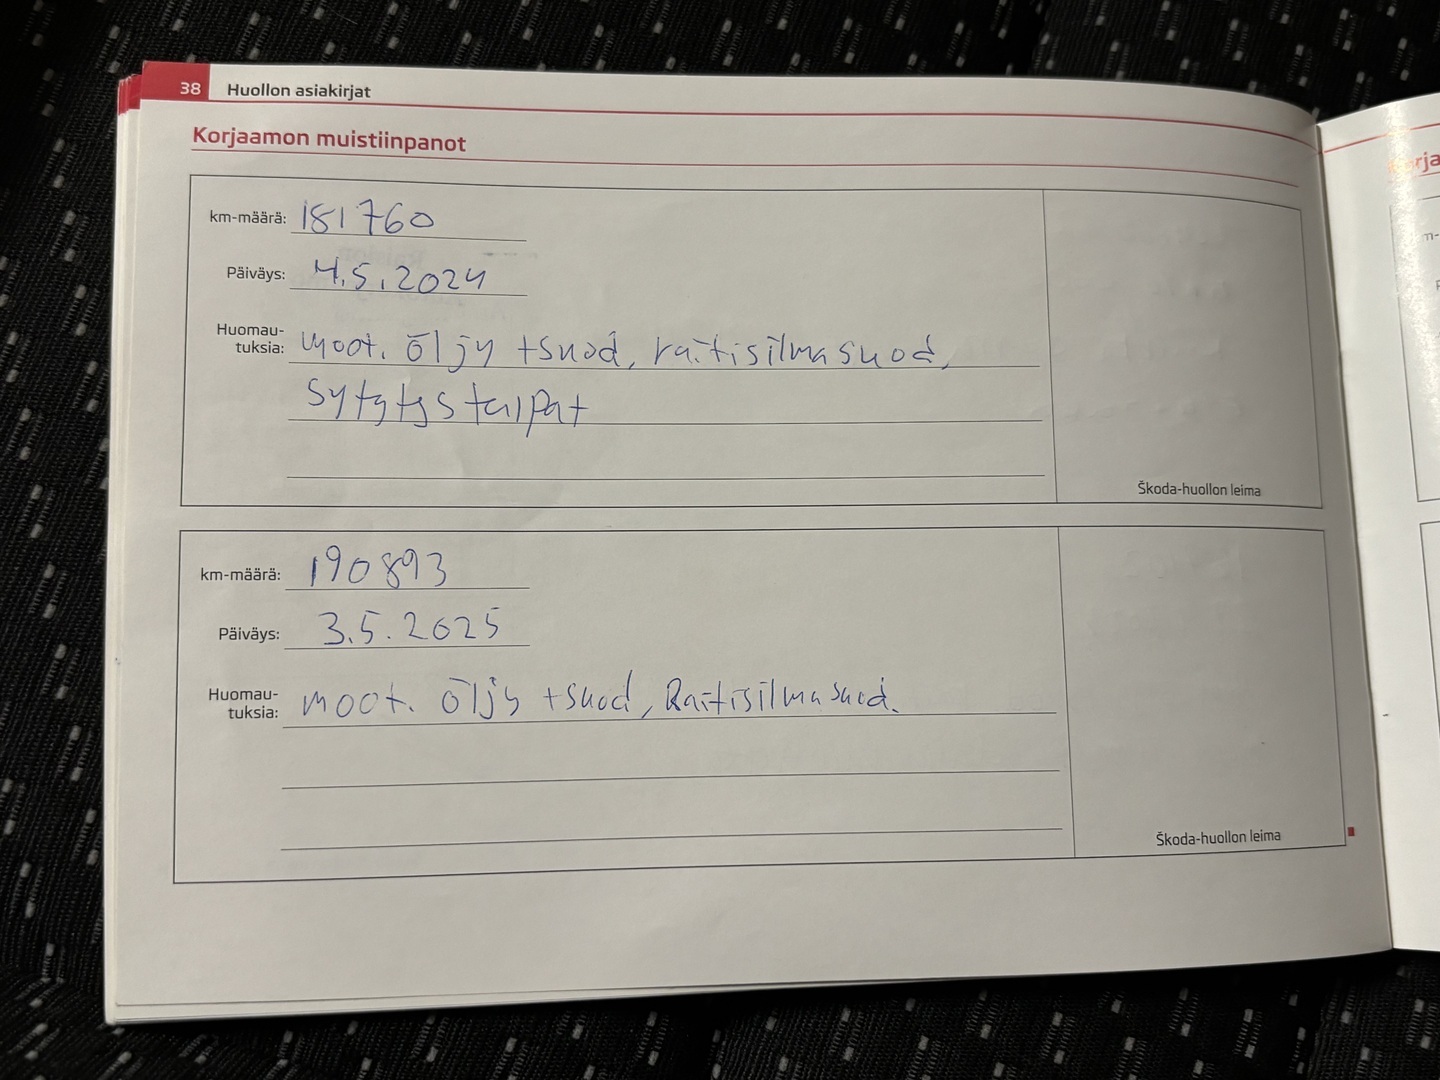 38 Huollon asiakirjat
Korjaamon muistiinpanot
km-määrä: 181760
Päiväys: 4.5.2024
Huomau-
tuksia: moot. öljy +suod, raitisilmasuod,
sytytystulpat
Škoda-huollon leima
km-määrä: 190893
Päiväys: 3.5.2025
Huomau-
tuksia: moot. öljy +suod, Raitisilmasuod.
Škoda-huollon leima